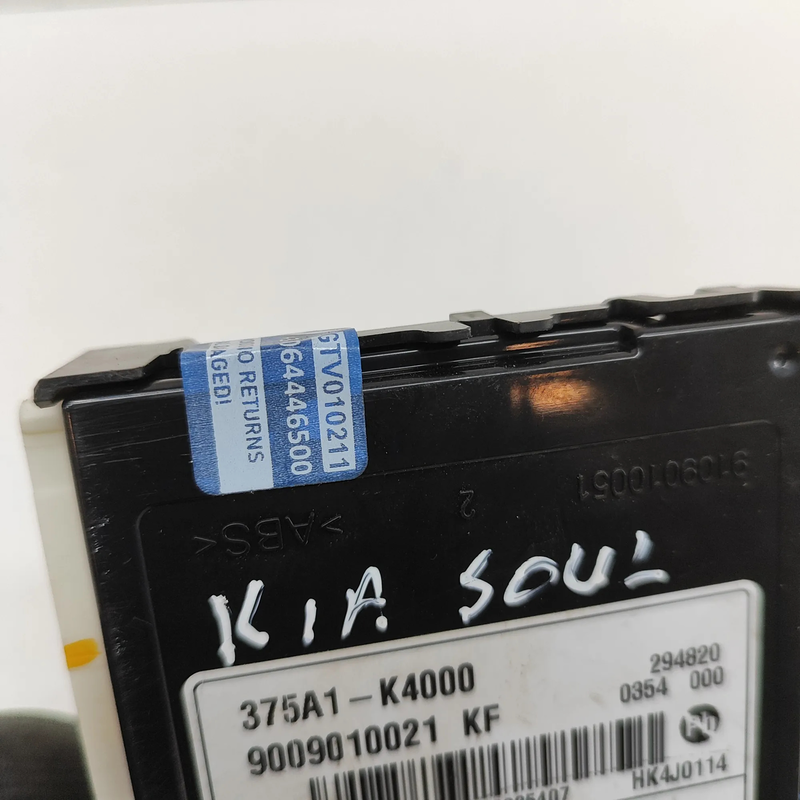 GTV010211
064446500
NO RETURNS
AGED!
9109010051
2
>ABS<
KIA SOUL
375A1-K4000
294820
0354 000
9009010021 KF
HK4J0114